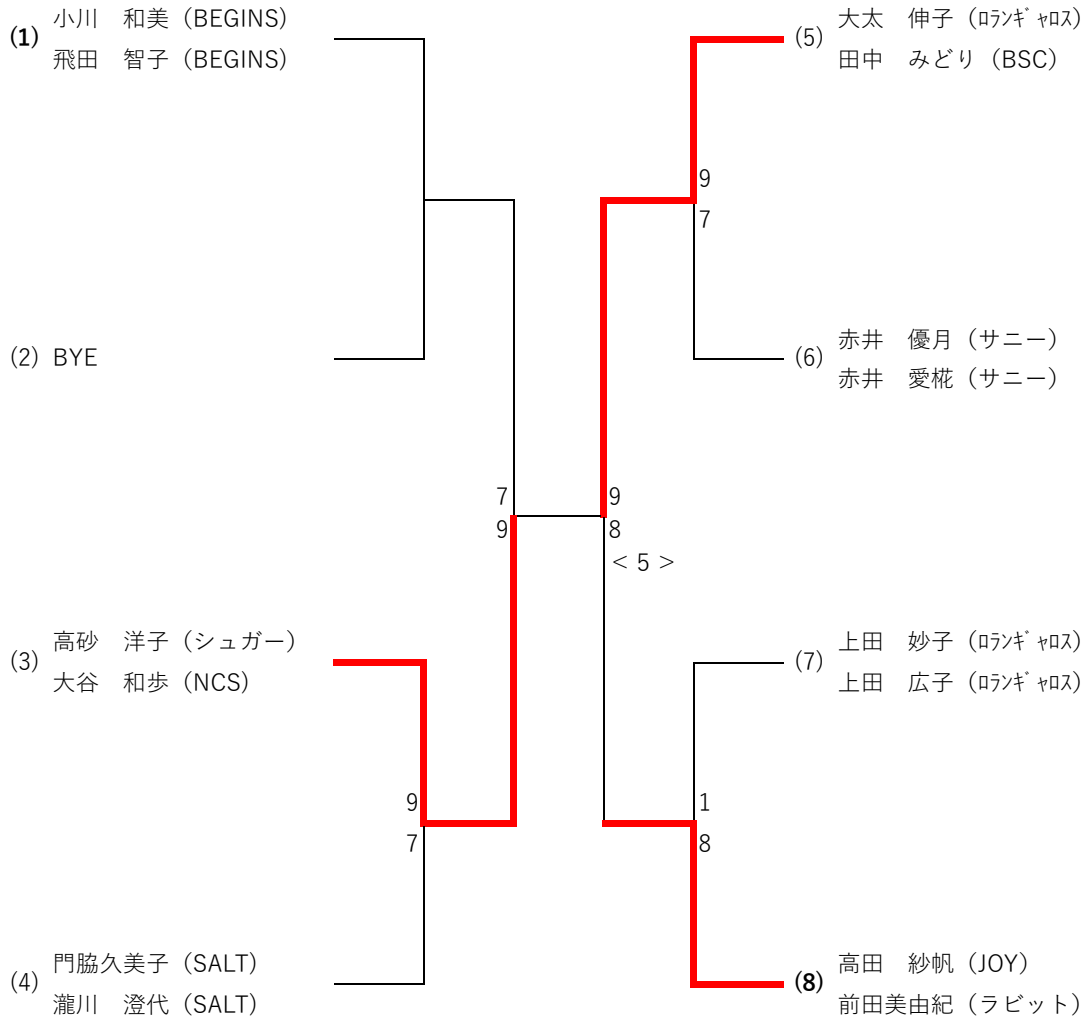 (1) 小川　和美 (BEGINS)
飛田　智子 (BEGINS)
(2) BYE
7
9
(3) 高砂　洋子 (シュガー)
大谷　和歩 (NCS)
9
7
(4) 門脇久美子 (SALT)
瀧川　澄代 (SALT)
(5) 大太　伸子 (ﾛﾗﾝｷﾞｬﾛｽ)
田中　みどり (BSC)
9
7
(6) 赤井　優月 (サニー)
赤井　愛椛 (サニー)
9
8
< 5 >
(7) 上田　妙子 (ﾛﾗﾝｷﾞｬﾛｽ)
上田　広子 (ﾛﾗﾝｷﾞｬﾛｽ)
1
8
(8) 高田　紗帆 (JOY)
前田美由紀 (ラビット)